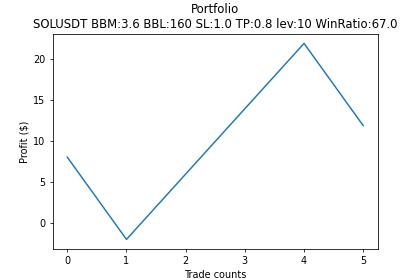 Portfolio
SOLUSDT BBM:3.6 BBL:160 SL:1.0 TP:0.8 lev:10 WinRatio:67.0
20
15
10
5
0
Profit ($)
0 1 2 3 4 5
Trade counts